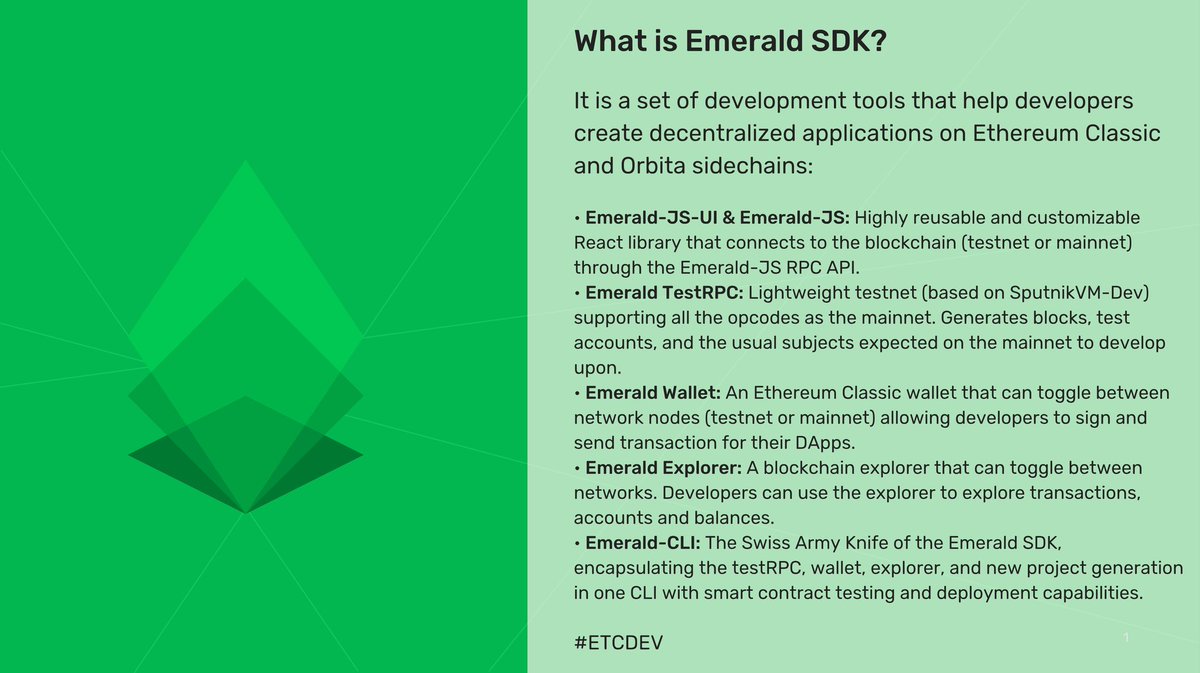 What is Emerald SDK?
It is a set of development tools that help developers
create decentralized applications on Ethereum Classic
and Orbita sidechains:
• Emerald-JS-UI & Emerald-JS: Highly reusable and customizable
React library that connects to the blockchain (testnet or mainnet)
through the Emerald-JS RPC API.
• Emerald TestRPC: Lightweight testnet (based on SputnikVM-Dev)
supporting all the opcodes as the mainnet. Generates blocks, test
accounts, and the usual subjects expected on the mainnet to develop
upon.
• Emerald Wallet: An Ethereum Classic wallet that can toggle between
network nodes (testnet or mainnet) allowing developers to sign and
send transaction for their DApps.
• Emerald Explorer: A blockchain explorer that can toggle between
networks. Developers can use the explorer to explore transactions,
accounts and balances.
• Emerald-CLI: The Swiss Army Knife of the Emerald SDK,
encapsulating the testRPC, wallet, explorer, and new project generation
in one CLI with smart contract testing and deployment capabilities.
#ETCDEV
1